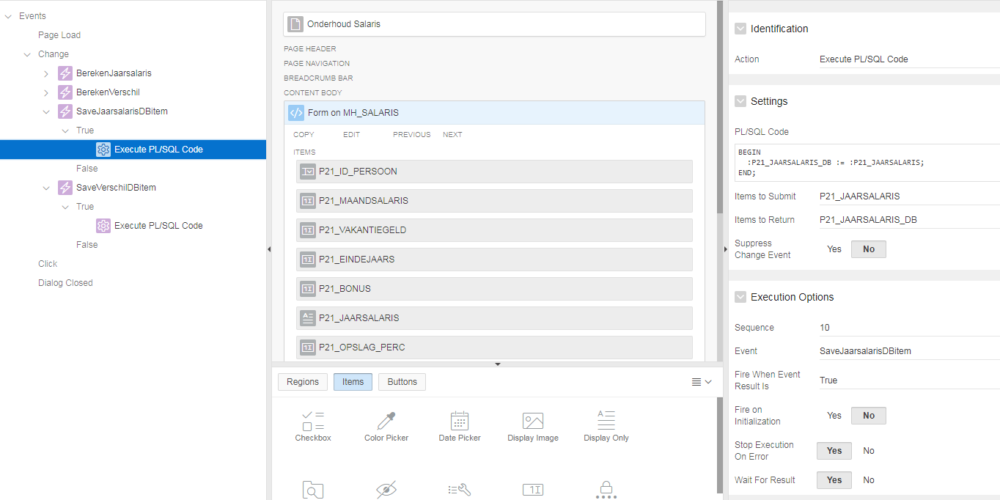 Events
Page Load
Change
BerekenJaarsalaris
BerekenVerschil
SaveJaarsalarisDBitem
True
Execute PL/SQL Code
False
SaveVerschilDBitem
True
Execute PL/SQL Code
False
Click
Dialog Closed
Onderhoud Salaris
PAGE HEADER
PAGE NAVIGATION
BREADCRUMB BAR
CONTENT BODY
Form on MH_SALARIS
COPY EDIT PREVIOUS NEXT
ITEMS
P21_ID_PERSOON
P21_MAANDSALARIS
P21_VAKANTIEGELD
P21_EINDEJAARS
P21_BONUS
P21_JAARSALARIS
P21_OPSLAG_PERC
Regions Items Buttons
Checkbox Color Picker Date Picker Display Image Display Only
Identification
Action Execute PL/SQL Code
Settings
PL/SQL Code
BEGIN
:P21_JAARSALARIS_DB := :P21_JAARSALARIS;
END;
Items to Submit P21_JAARSALARIS
Items to Return P21_JAARSALARIS_DB
Suppress
Change Event Yes No
Execution Options
Sequence 10
Event SaveJaarsalarisDBitem
Fire When Event
Result Is True
Fire on
Initialization Yes No
Stop Execution
On Error Yes No
Wait For Result Yes No